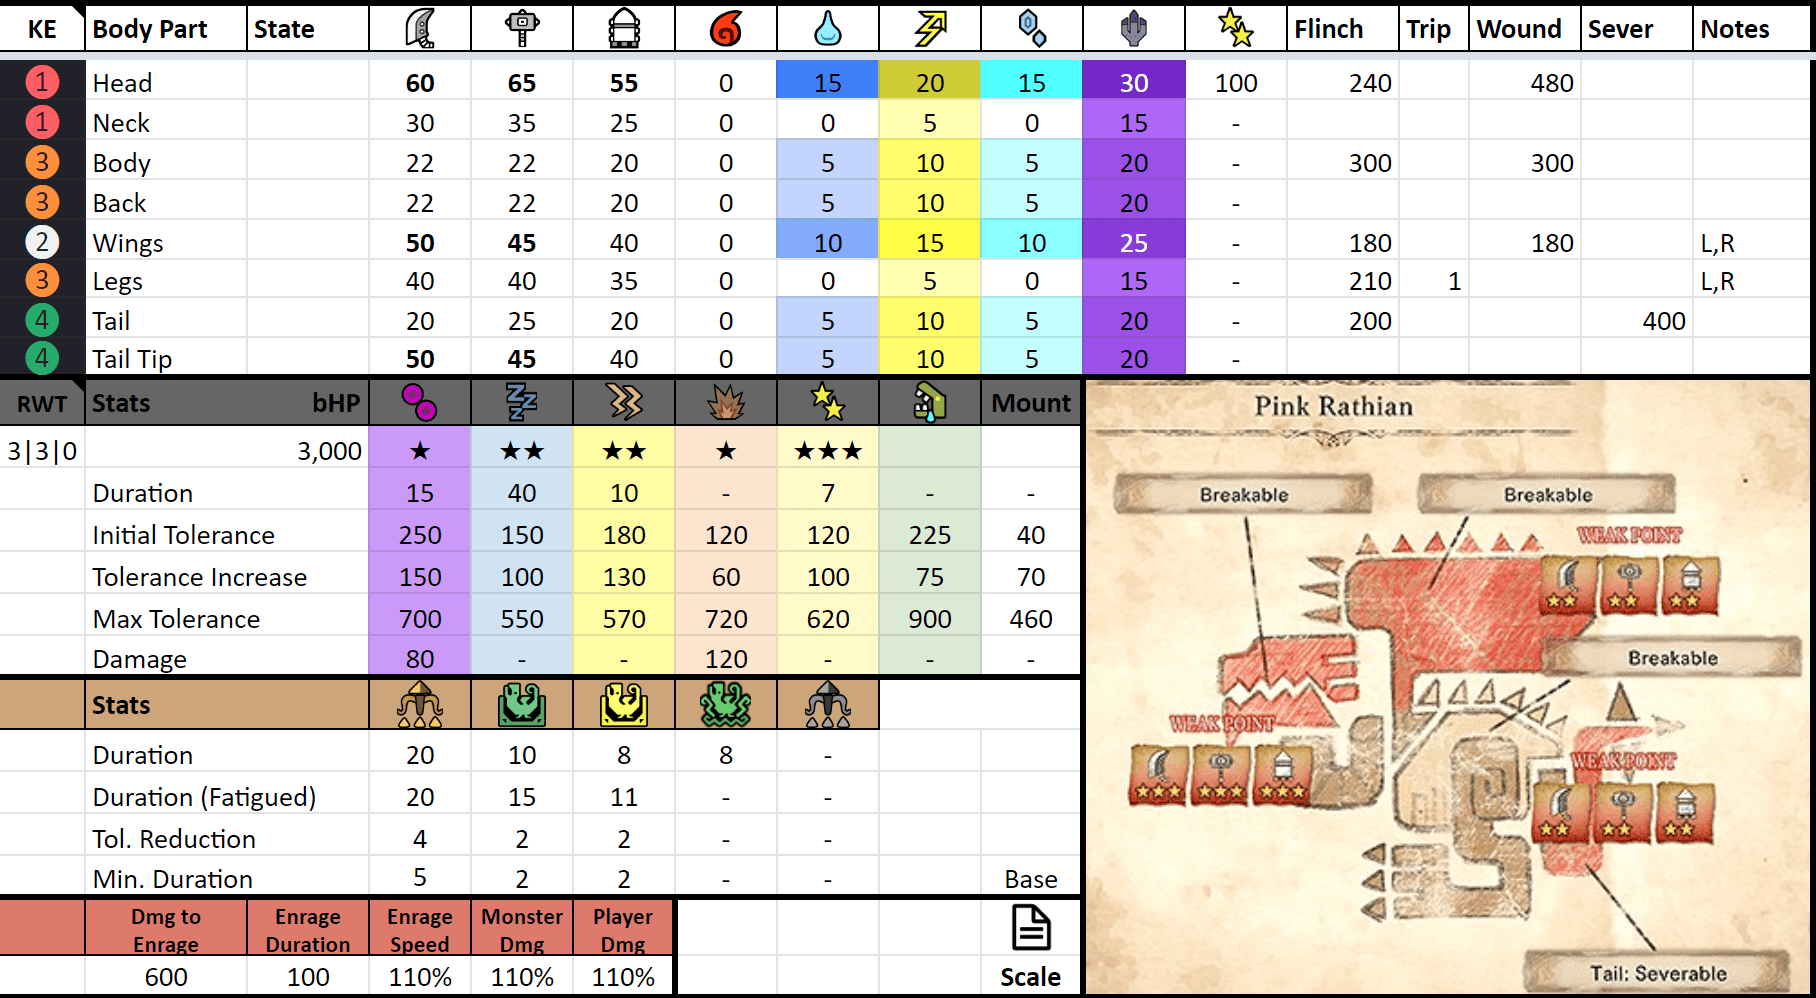 KE Body Part State Flinch Trip Wound Sever Notes
1 Head 60 65 55 0 15 20 15 30 100 240 480
1 Neck 30 35 25 0 0 5 0 15 -
3 Body 22 22 20 0 5 10 5 20 - 300 300
3 Back 22 22 20 0 5 10 5 20 -
2 Wings 50 45 40 0 10 15 10 25 - 180 180 L,R
3 Legs 40 40 35 0 0 5 0 15 - 210 1 L,R
4 Tail 20 25 20 0 5 10 5 20 - 200 400
4 Tail Tip 50 45 40 0 5 10 5 20 -
RWT Stats bHP Mount
3|3|0 3,000 ★ ★★ ★★ ★ ★★★
Duration 15 40 10 - 7 - -
Initial Tolerance 250 150 180 120 120 225 40
Tolerance Increase 150 100 130 60 100 75 70
Max Tolerance 700 550 570 720 620 900 460
Damage 80 - - 120 - - -
Stats
Duration 20 10 8 8 -
Duration (Fatigued) 20 15 11 - -
Tol. Reduction 4 2 2 - -
Min. Duration 5 2 2 - - Base
Dmg to Enrage Enrage Duration Enrage Speed Monster Dmg Player Dmg
600 100 110% 110% 110% Scale
Pink Rathian
Breakable Breakable
WEAK POINT
Breakable
WEAK POINT
WEAK POINT
Tail: Severable